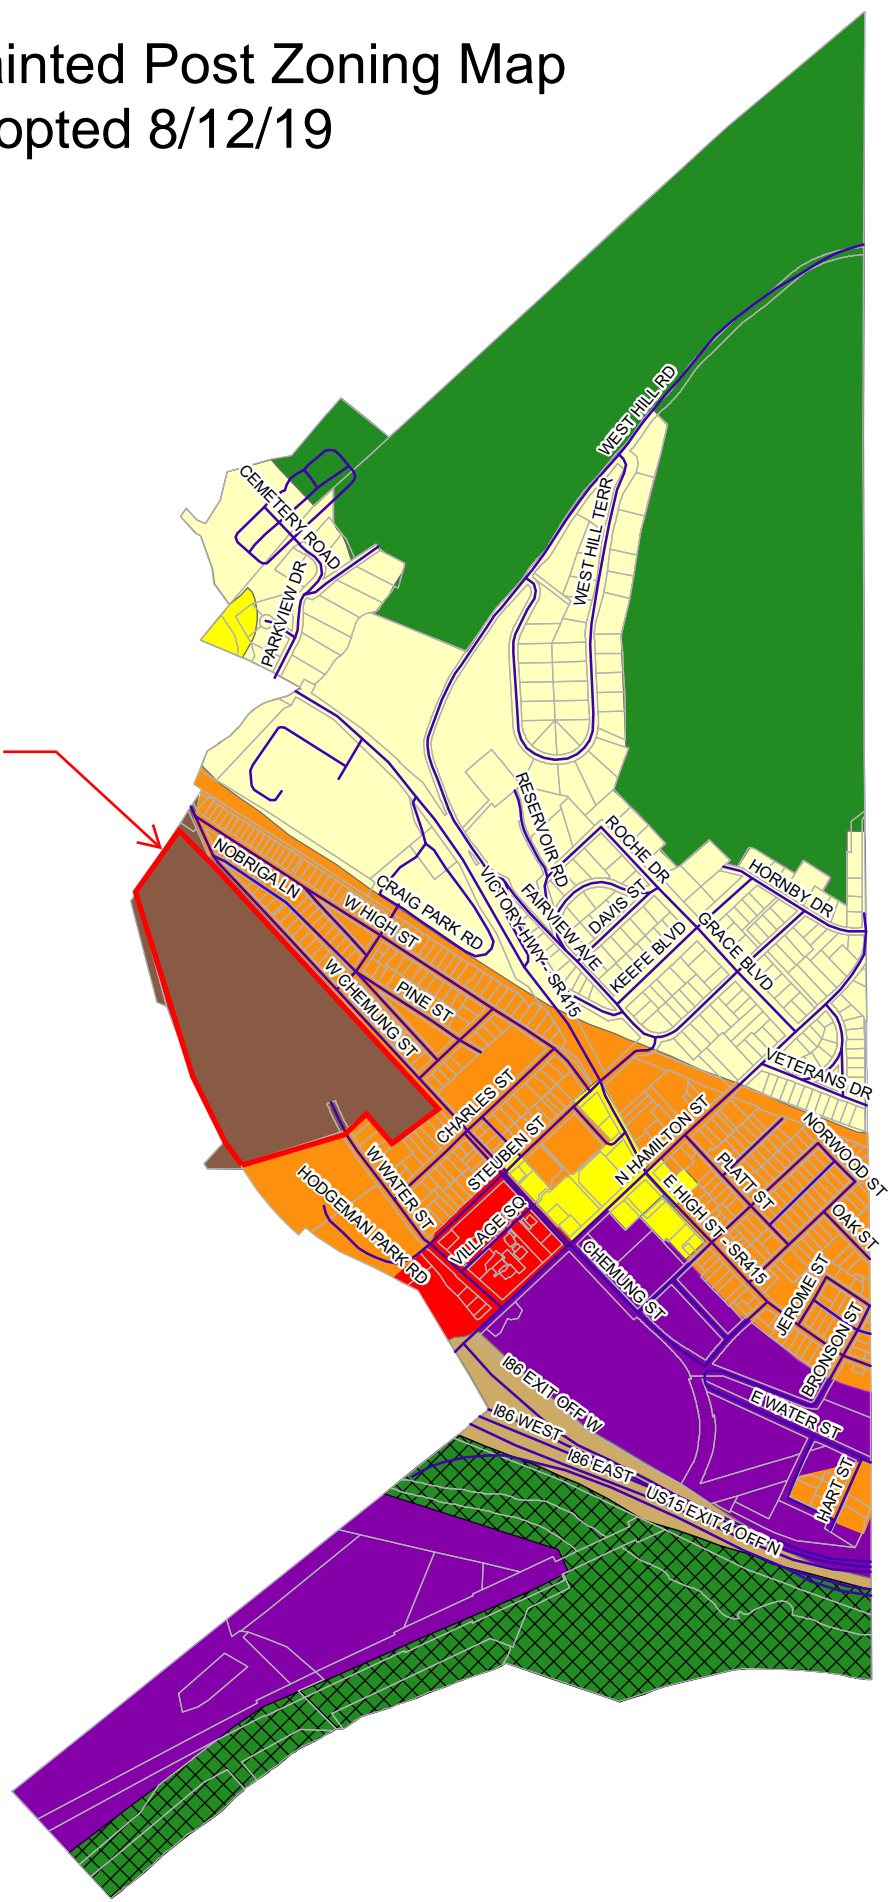 ainted Post Zoning Map
opted 8/12/19
WEST HILL RD
WEST HILL TERR
CEMETERY ROAD
PARKVIEW DR
RESERVOIR RD
ROCHE DR
HORNBY DR
NOBRIGA LN
W HIGH ST
CRAIG PARK RD
VICTORY HWY - SR415
FAIRVIEW AVE
DAVIS ST
KEEFE BLVD
GRACE BLVD
W CHEMUNG ST
PINE ST
VETERANS DR
CHARLES ST
STEUBEN ST
N HAMILTON ST
NORWOOD ST
PLATT ST
W WATER ST
HODGEMAN PARK RD
VILLAGE SQ
E HIGH ST - SR415
OAK ST
CHEMUNG ST
JEROME ST
BRONSON ST
I86 EXIT OFF W
E WATER ST
I86 WEST
I86 EAST
HART ST
US15 EXIT 4 OFF N